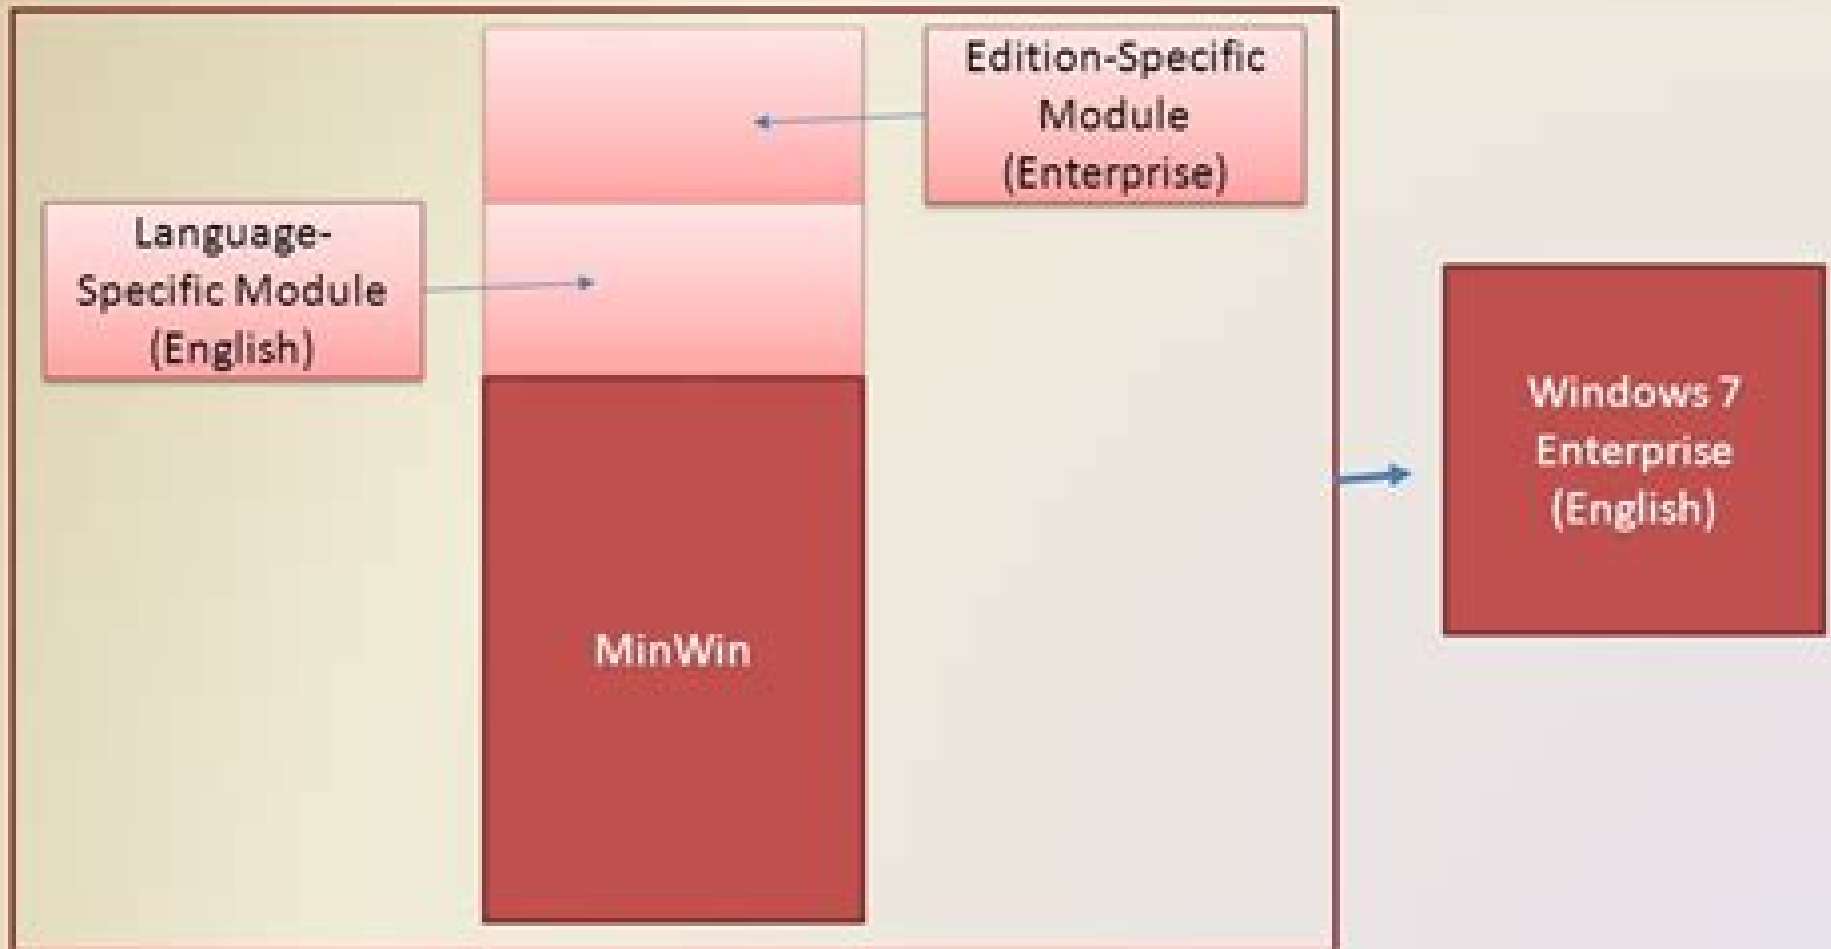 Edition-Specific
Module
(Enterprise)
Language-
Specific Module
(English)
Windows 7
Enterprise
(English)
MinWin